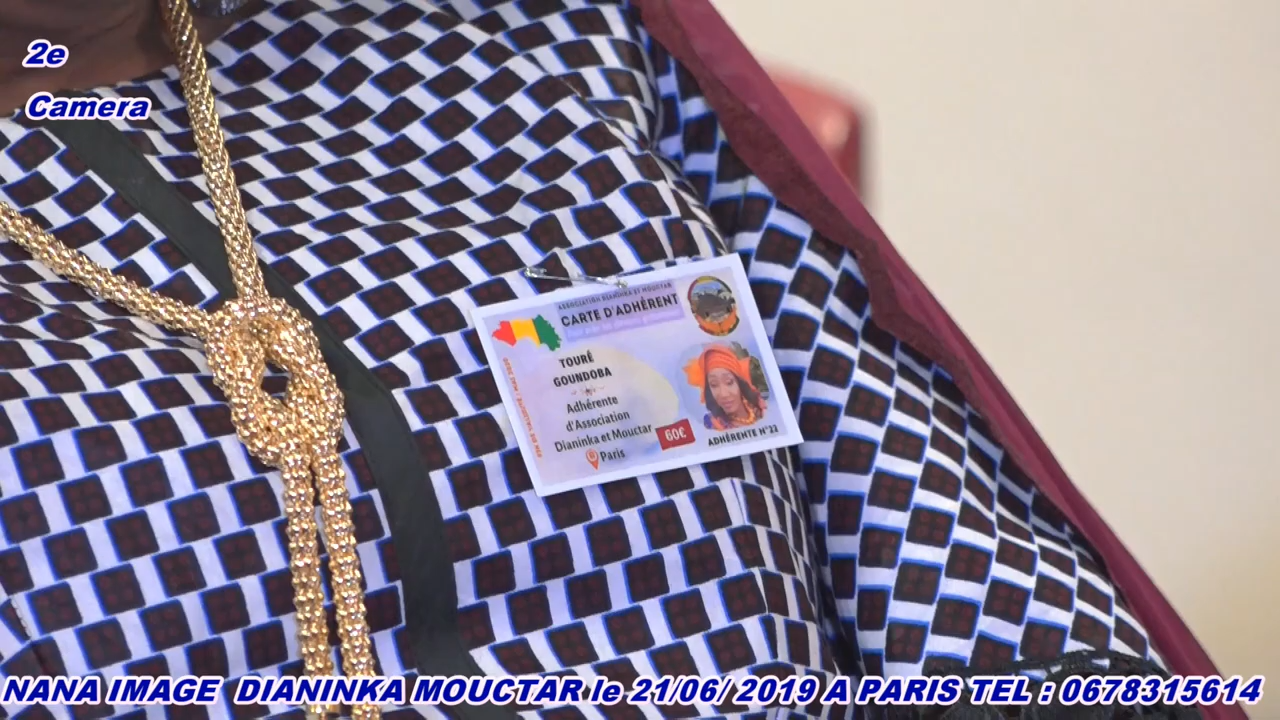 2e
Camera
ASSOCIATION DIANINKA ET MOUCTAR
CARTE D'ADHÉRENT
TOURÉ
GOUNDOBA
Adhérente
d'Association
Dianinka et Mouctar
60€
Paris
ADHÉRENTE N°23
NANA IMAGE DIANINKA MOUCTAR le 21/06/ 2019 A PARIS TEL : 0678315614